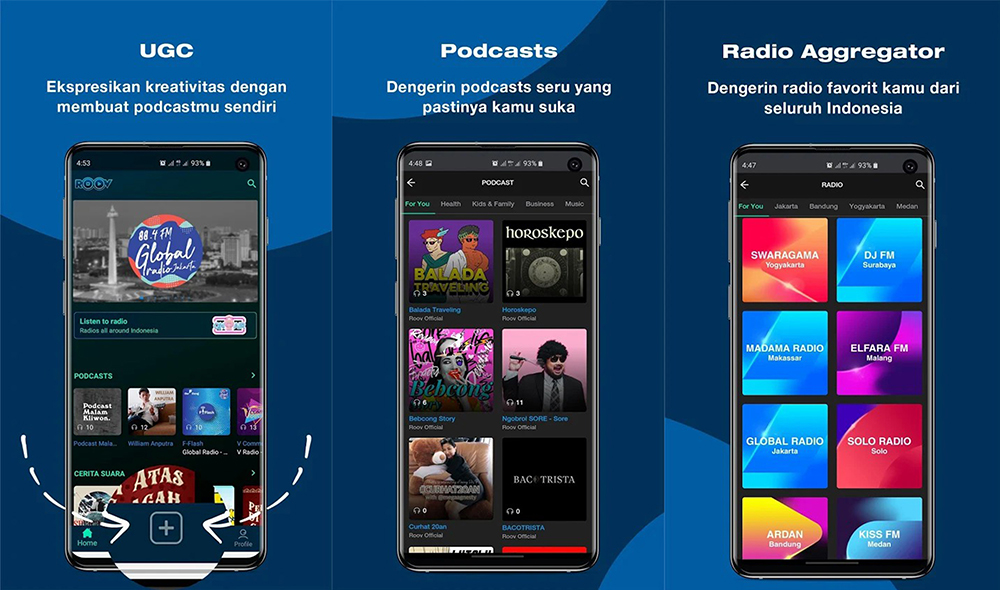 UGC
Ekspresikan kreativitas dengan
membuat podcastmu sendiri
4:53
93%
ROOV
88.4 FM
Global
radio Jakarta
Listen to radio
Radios all around Indonesia
PODCASTS
Podcast
Malam
Kliwon.
WILLIAM
ANPUTRA
F-Flash
10
12
10
13
Podcast Mala...
William Anputra
F-Flash
V Comm
Global Radio - ...
V Radio -
CERITA SUARA
ATAS
Home
Profile
Podcasts
Dengerin podcasts seru yang
pastinya kamu suka
4:48
93%
PODCAST
For You
Health
Kids & Family
Business
Music
BALADA
TRAVELING
3
horoskepo
3
Balada Traveling
Roov Official
Horoskepo
Roov Official
Bebcong
Story
6
11
Bebcong Story
Roov Official
Ngobrol SORE - Sore
Roov Official
#CURHAT20AN
0
BACOTRISTA
0
Curhat 20an
Roov Official
BACOTRISTA
Roov Official
Radio Aggregator
Dengerin radio favorit kamu dari
seluruh Indonesia
4:47
93%
RADIO
For You
Jakarta
Bandung
Yogyakarta
Medan
SWARAGAMA
Yogyakarta
DJ FM
Surabaya
MADAMA RADIO
Makassar
ELFARA FM
Malang
GLOBAL RADIO
Jakarta
SOLO RADIO
Solo
ARDAN
Bandung
KISS FM
Medan